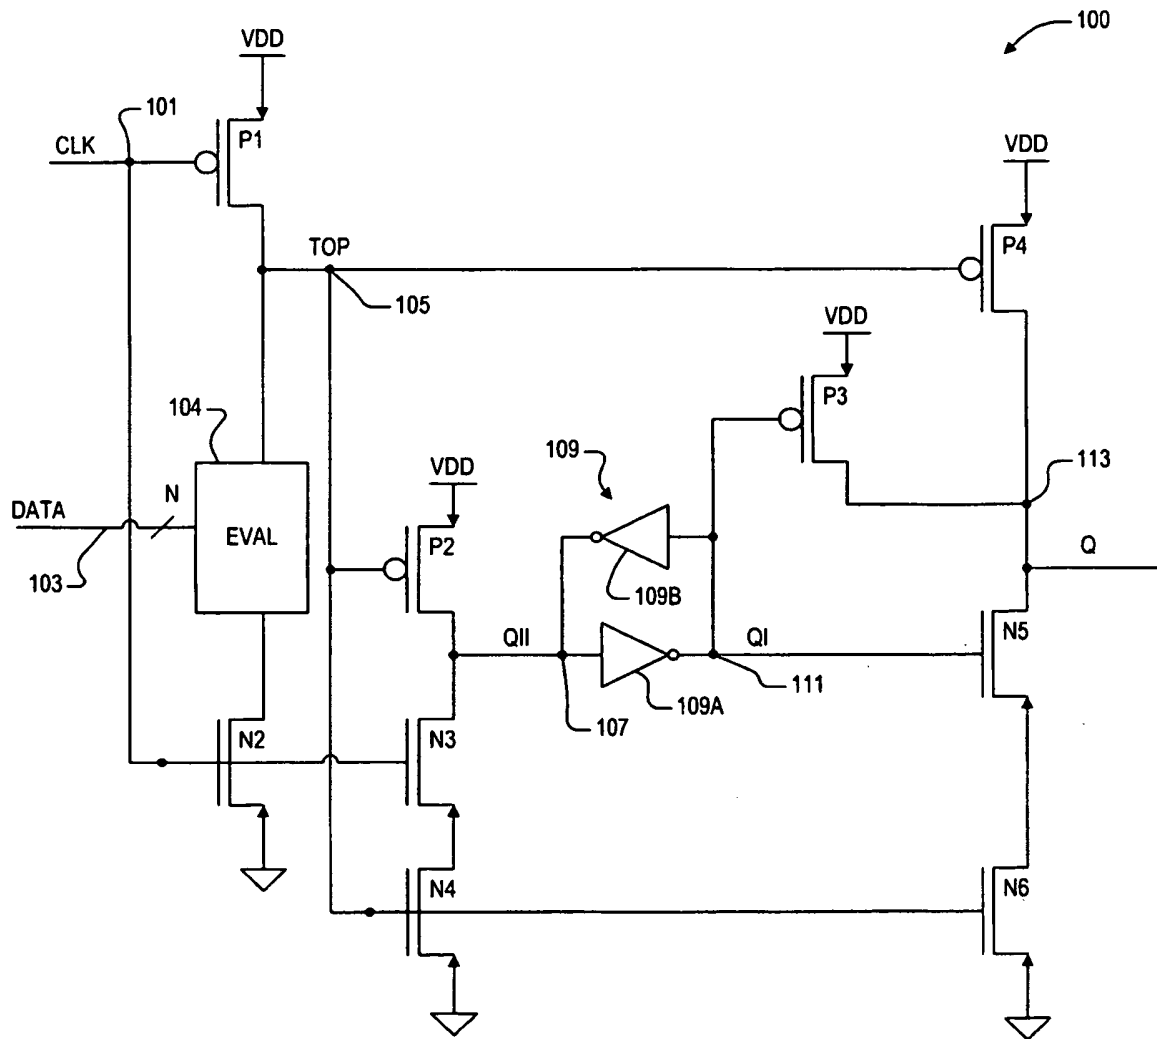 100
VDD
101
P1
CLK
VDD
P4
TOP
105
VDD
P3
104
109
113
VDD
N
DATA
EVAL
P2
Q
103
109B
N5
QII
QI
111
109A
107
N2
N3
N4
N6